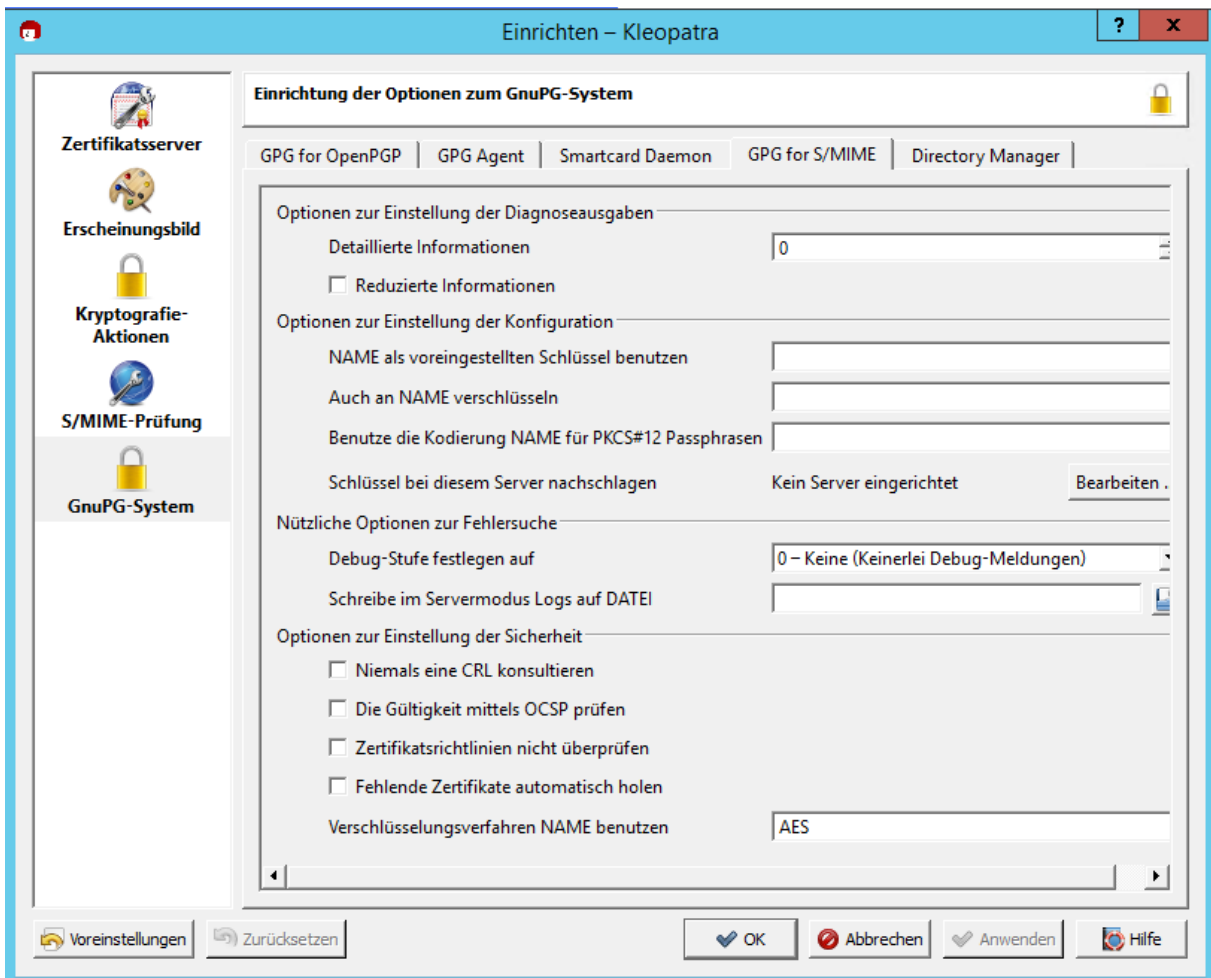 Einrichten – Kleopatra
?
x
Zertifikatsserver
Erscheinungsbild
Kryptografie-
Aktionen
S/MIME-Prüfung
GnuPG-System
Einrichtung der Optionen zum GnuPG-System
GPG for OpenPGP
GPG Agent
Smartcard Daemon
GPG for S/MIME
Directory Manager
Optionen zur Einstellung der Diagnoseausgaben
Detaillierte Informationen
0
Reduzierte Informationen
Optionen zur Einstellung der Konfiguration
NAME als voreingestellten Schlüssel benutzen
Auch an NAME verschlüsseln
Benutze die Kodierung NAME für PKCS#12 Passphrasen
Schlüssel bei diesem Server nachschlagen
Kein Server eingerichtet
Bearbeiten .
Nützliche Optionen zur Fehlersuche
Debug-Stufe festlegen auf
0 – Keine (Keinerlei Debug-Meldungen)
Schreibe im Servermodus Logs auf DATEI
Optionen zur Einstellung der Sicherheit
Niemals eine CRL konsultieren
Die Gültigkeit mittels OCSP prüfen
Zertifikatsrichtlinien nicht überprüfen
Fehlende Zertifikate automatisch holen
Verschlüsselungsverfahren NAME benutzen
AES
Voreinstellungen
Zurücksetzen
OK
Abbrechen
Anwenden
Hilfe